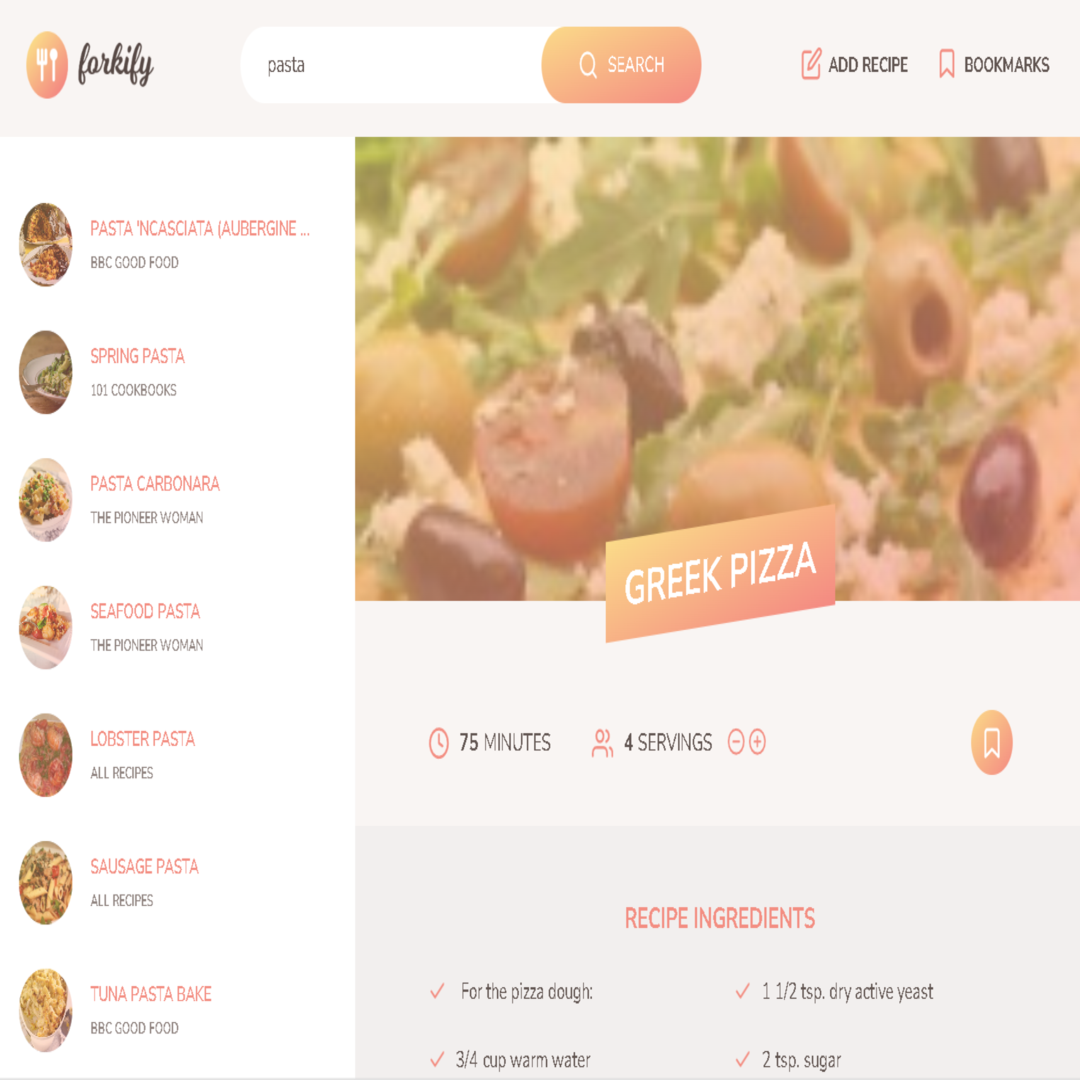 forkify
pasta
SEARCH
ADD RECIPE
BOOKMARKS
PASTA 'NCASCIATA (AUBERGINE ...
BBC GOOD FOOD
SPRING PASTA
101 COOKBOOKS
PASTA CARBONARA
THE PIONEER WOMAN
SEAFOOD PASTA
THE PIONEER WOMAN
LOBSTER PASTA
ALL RECIPES
SAUSAGE PASTA
ALL RECIPES
TUNA PASTA BAKE
BBC GOOD FOOD
GREEK PIZZA
75 MINUTES
4 SERVINGS
RECIPE INGREDIENTS
For the pizza dough:
1 1/2 tsp. dry active yeast
3/4 cup warm water
2 tsp. sugar